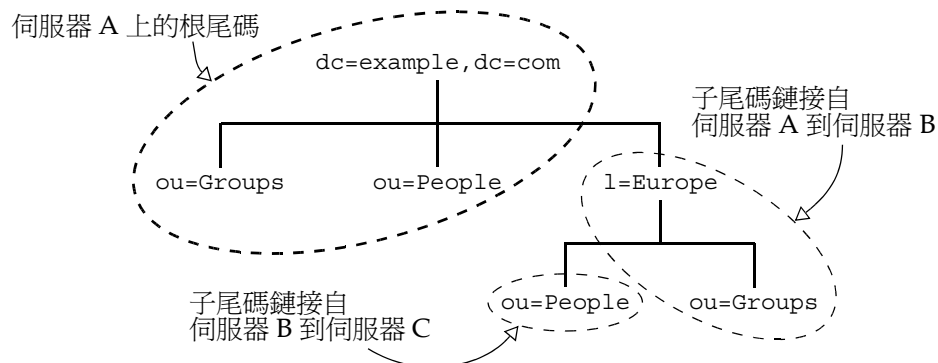 伺服器 A 上的根尾碼
dc=example,dc=com
子尾碼鏈接自
伺服器 A 到伺服器 B
ou=Groups
ou=People
l=Europe
子尾碼鏈接自
伺服器 B 到伺服器 C
ou=People
ou=Groups